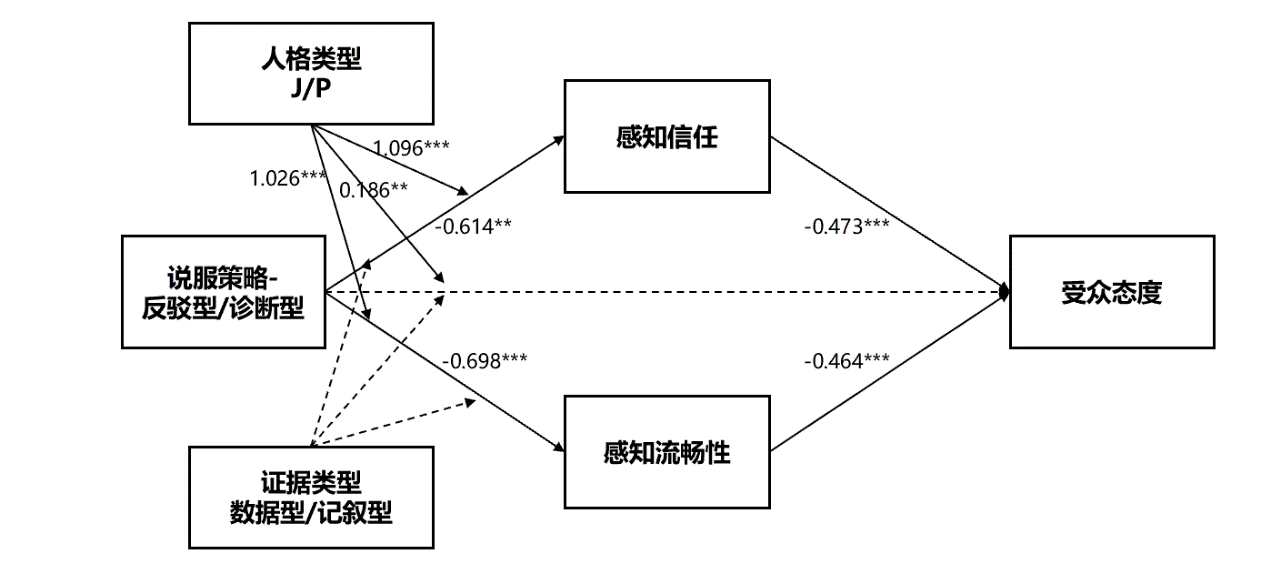 人格类型
J/P
1.096***
1.026***
0.186**
感知信任
-0.614**
-0.473***
说服策略-
反驳型/诊断型
受众态度
-0.698***
-0.464***
感知流畅性
证据类型
数据型/记叙型